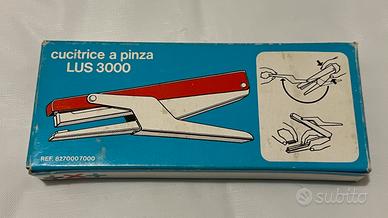 cucitrice a pinza
LUS 3000
REF. 8270007000
subito